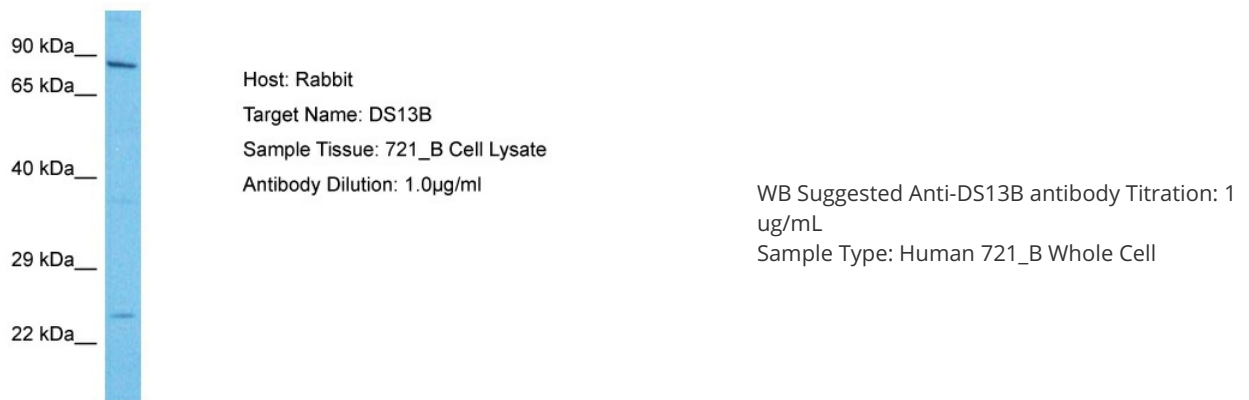 90 kDa__
65 kDa__
40 kDa__
29 kDa__
22 kDa__
Host: Rabbit
Target Name: DS13B
Sample Tissue: 721_B Cell Lysate
Antibody Dilution: 1.0µg/ml
WB Suggested Anti-DS13B antibody Titration: 1
ug/mL
Sample Type: Human 721_B Whole Cell